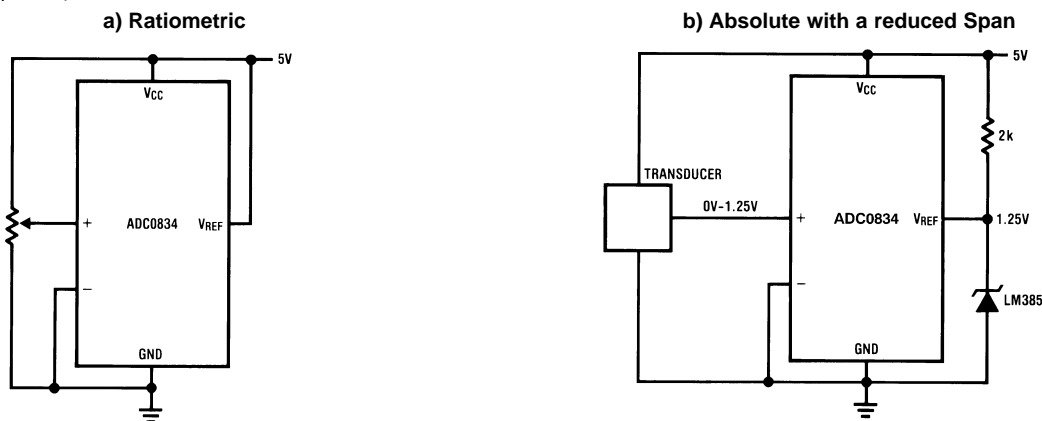 a) Ratiometric
5V
VCC
+
ADC0834
VREF
−
GND
b) Absolute with a reduced Span
5V
VCC
2k
TRANSDUCER
0V-1.25V
+
ADC0834
VREF
1.25V
−
LM385
GND